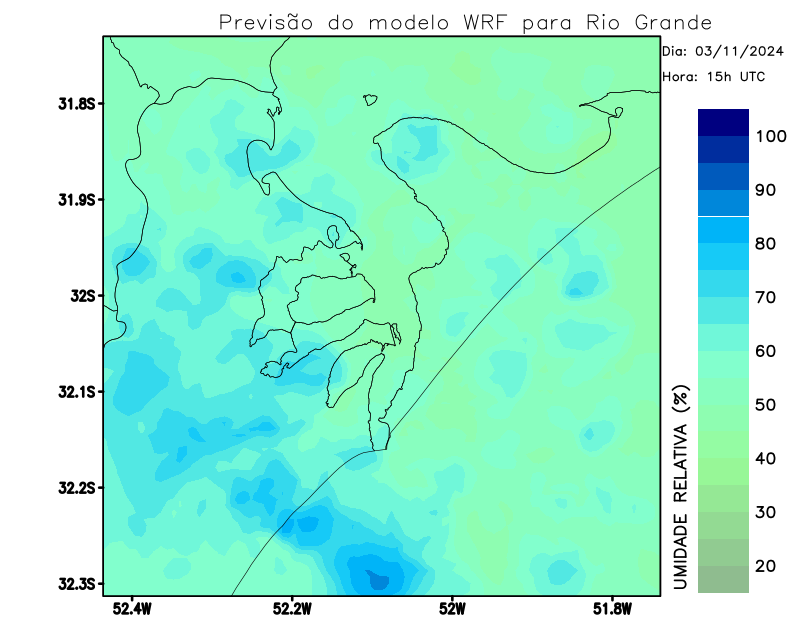 Previsão do modelo WRF para Rio Grande
Dia: 03/11/2024
Hora: 15h UTC
31.8S
31.9S
32S
32.1S
32.2S
32.3S
52.4W
52.2W
52W
51.8W
100
90
80
70
60
50
40
30
20
UMIDADE RELATIVA (%)